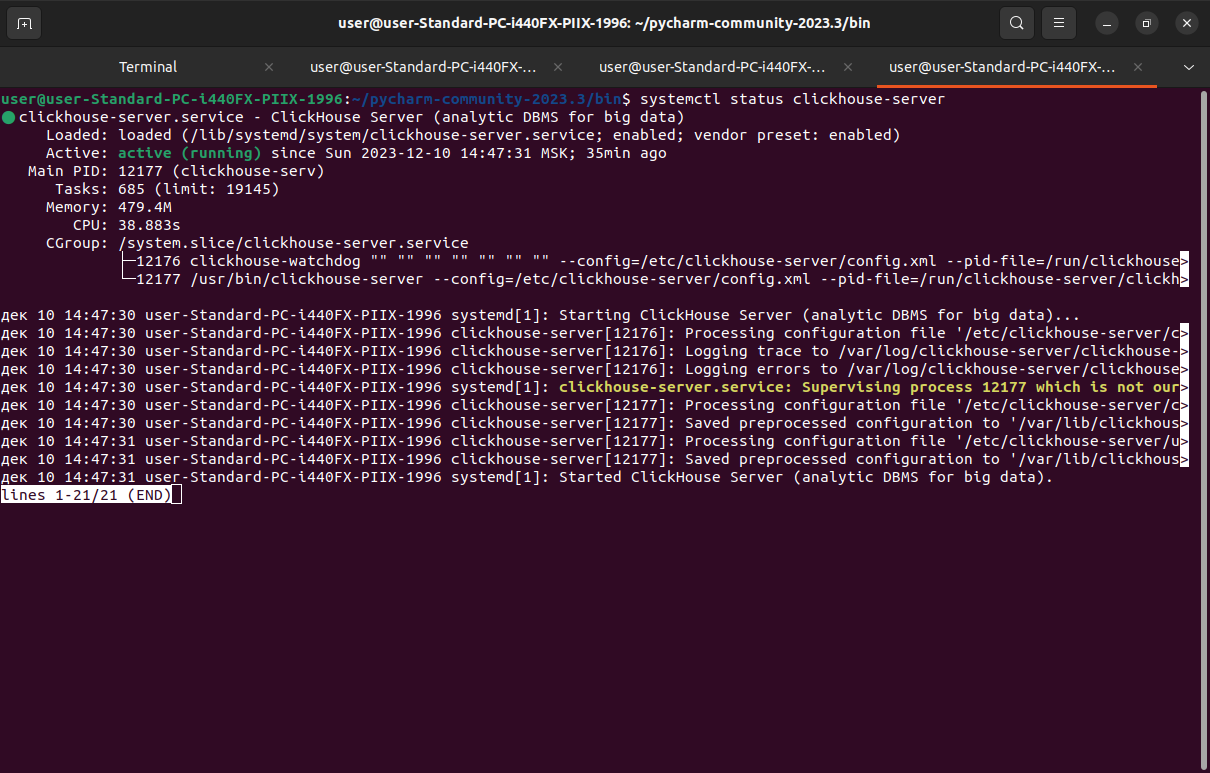 user@user-Standard-PC-i440FX-PIIX-1996: ~/pycharm-community-2023.3/bin
Terminal
user@user-Standard-PC-i440FX-...
user@user-Standard-PC-i440FX-...
user@user-Standard-PC-i440FX-...
user@user-Standard-PC-i440FX-PIIX-1996:~/pycharm-community-2023.3/bin$ systemctl status clickhouse-server
clickhouse-server.service - ClickHouse Server (analytic DBMS for big data)
Loaded: loaded (/lib/systemd/system/clickhouse-server.service; enabled; vendor preset: enabled)
Active: active (running) since Sun 2023-12-10 14:47:31 MSK; 35min ago
Main PID: 12177 (clickhouse-serv)
Tasks: 685 (limit: 19145)
Memory: 479.4M
CPU: 38.883s
CGroup: /system.slice/clickhouse-server.service
├─12176 clickhouse-watchdog "" "" "" "" "" "" "" --config=/etc/clickhouse-server/config.xml --pid-file=/run/clickhouse>
└─12177 /usr/bin/clickhouse-server --config=/etc/clickhouse-server/config.xml --pid-file=/run/clickhouse-server/clickh>
дек 10 14:47:30 user-Standard-PC-i440FX-PIIX-1996 systemd[1]: Starting ClickHouse Server (analytic DBMS for big data)...
дек 10 14:47:30 user-Standard-PC-i440FX-PIIX-1996 clickhouse-server[12176]: Processing configuration file '/etc/clickhouse-server/c>
дек 10 14:47:30 user-Standard-PC-i440FX-PIIX-1996 clickhouse-server[12176]: Logging trace to /var/log/clickhouse-server/clickhouse->
дек 10 14:47:30 user-Standard-PC-i440FX-PIIX-1996 clickhouse-server[12176]: Logging errors to /var/log/clickhouse-server/clickhouse>
дек 10 14:47:30 user-Standard-PC-i440FX-PIIX-1996 systemd[1]: clickhouse-server.service: Supervising process 12177 which is not our>
дек 10 14:47:30 user-Standard-PC-i440FX-PIIX-1996 clickhouse-server[12177]: Processing configuration file '/etc/clickhouse-server/c>
дек 10 14:47:30 user-Standard-PC-i440FX-PIIX-1996 clickhouse-server[12177]: Saved preprocessed configuration to '/var/lib/clickhous>
дек 10 14:47:31 user-Standard-PC-i440FX-PIIX-1996 clickhouse-server[12177]: Processing configuration file '/etc/clickhouse-server/u>
дек 10 14:47:31 user-Standard-PC-i440FX-PIIX-1996 clickhouse-server[12177]: Saved preprocessed configuration to '/var/lib/clickhous>
дек 10 14:47:31 user-Standard-PC-i440FX-PIIX-1996 systemd[1]: Started ClickHouse Server (analytic DBMS for big data).
lines 1-21/21 (END)